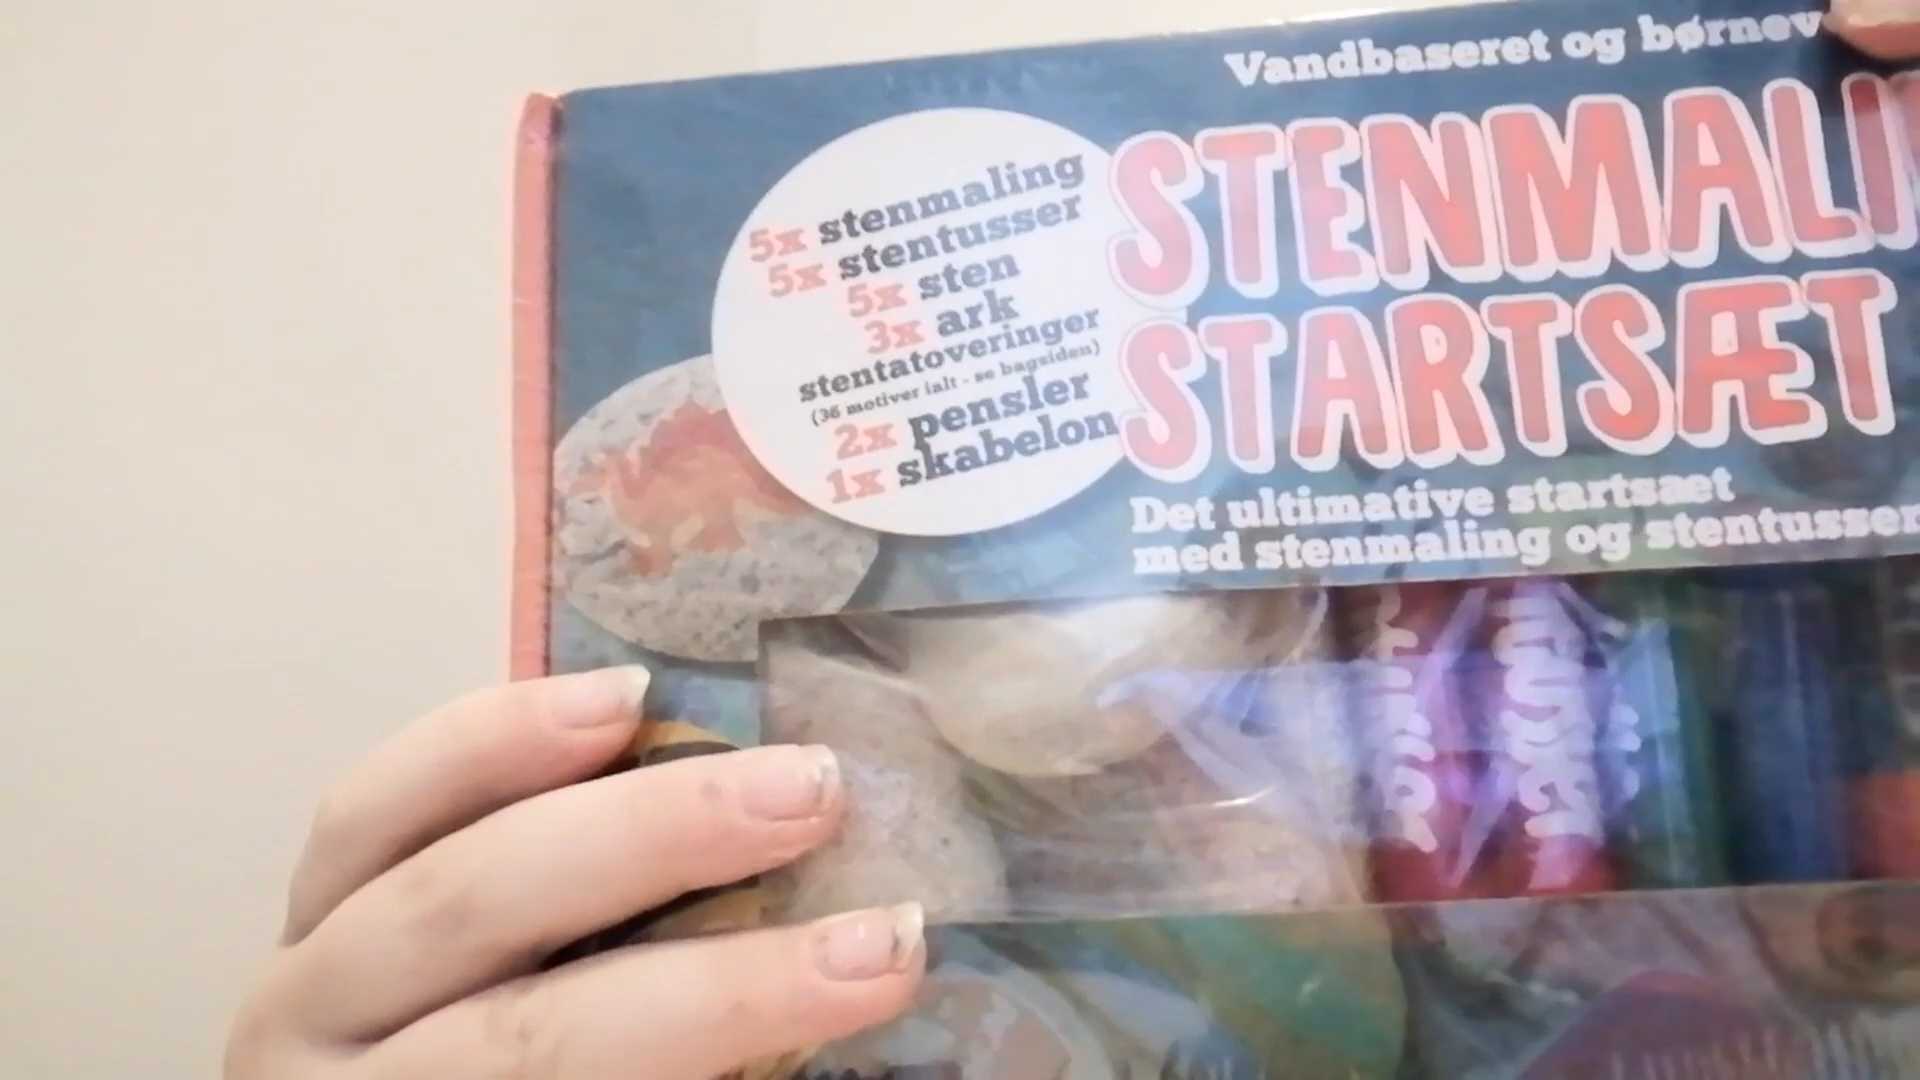 Vandbaseret og børnev
STENMALI
STARTSÆT
Det ultimative startsæt
med stenmaling og stentusser
5x stenmaling
5x stentusser
5x sten
3x ark
stentatoveringer
(36 motiver ialt - se bagsiden)
2x pensler
1x skabelon